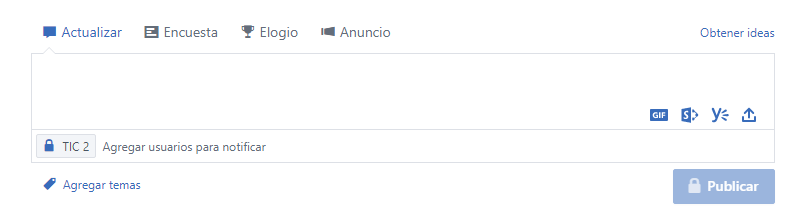 Actualizar Encuesta Elogio Anuncio Obtener ideas
GIF
TIC 2 Agregar usuarios para notificar
Agregar temas Publicar